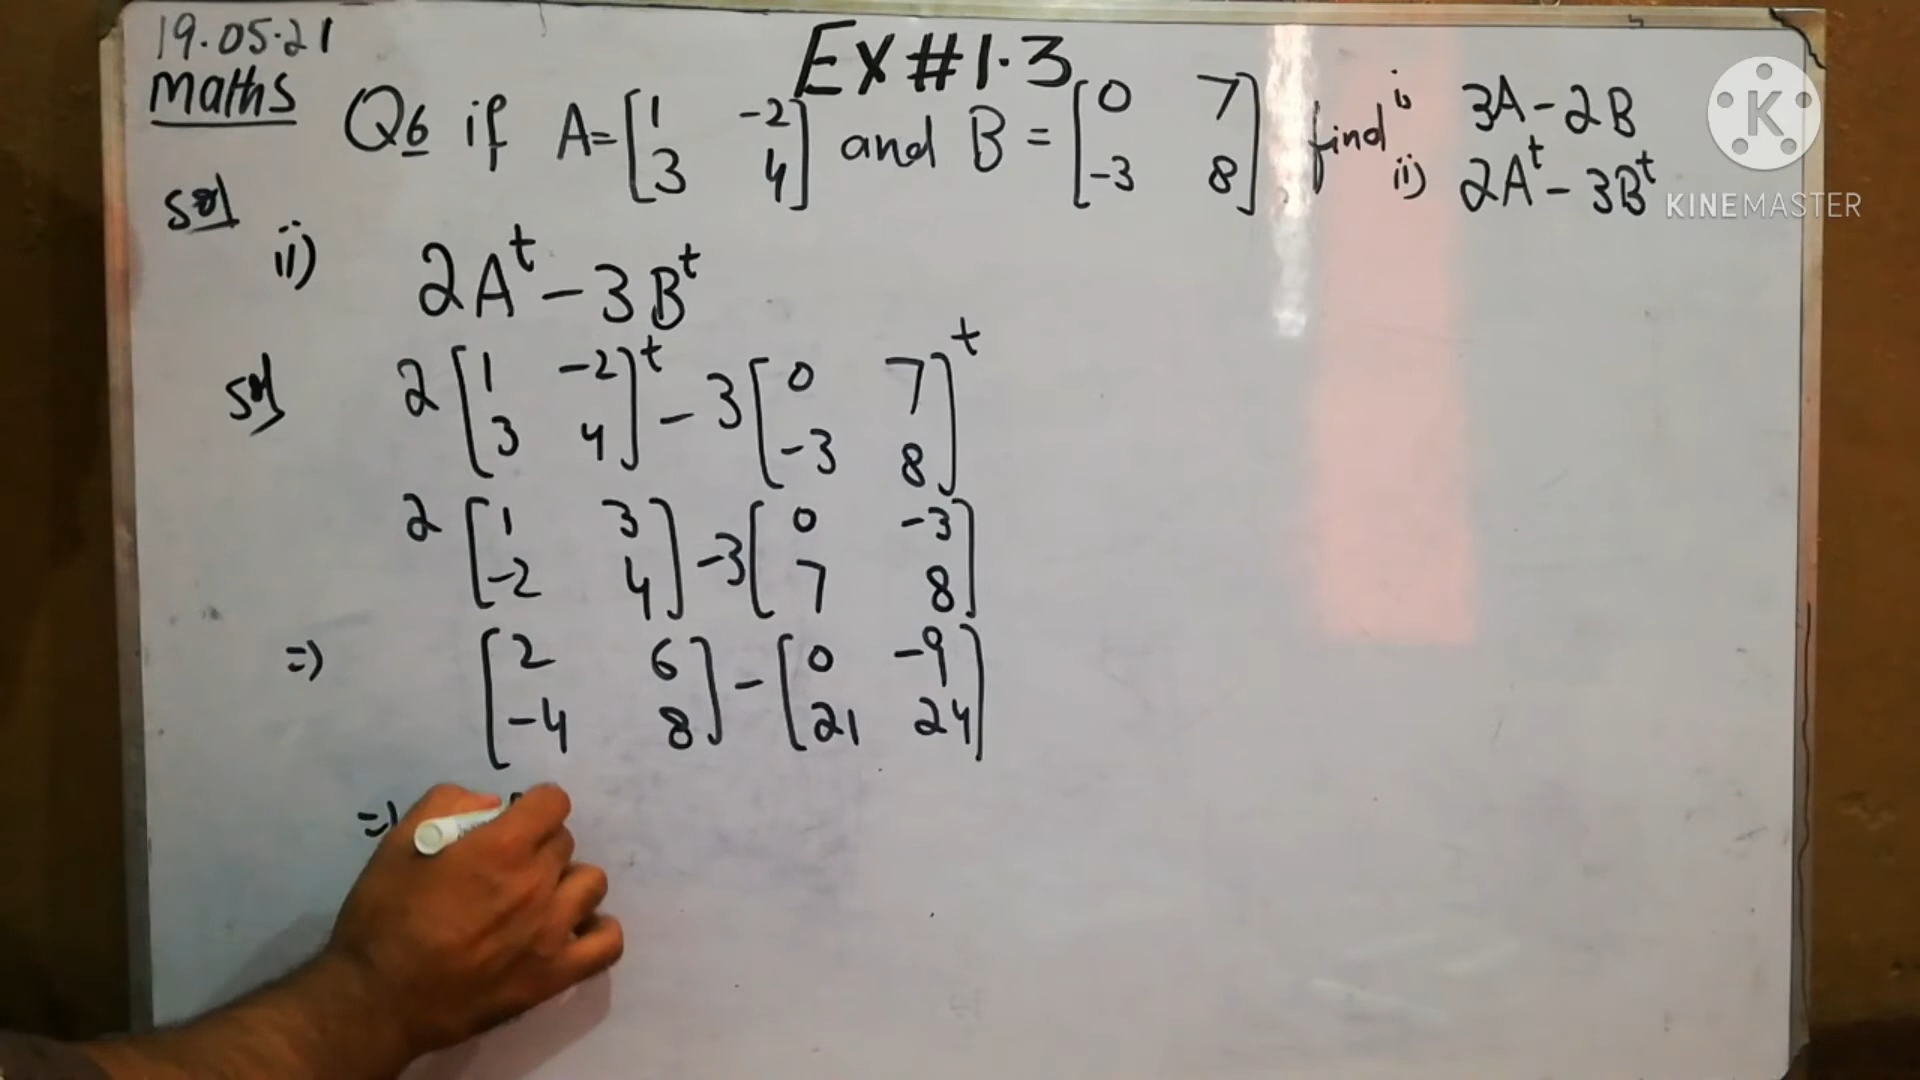 19.05.21
EX#1.3
Maths
Q6 if A=[1 -2] and B=[0 7], find i, 3A-2B
[3 4] [-3 8] ii) 2A^t-3B^t
K
KINEMASTER
Sol
ii) 2A^t-3B^t
Sol 2[1 -2]^t-3[0 7]^t
[3 4] [-3 8]
2[1 3]-3[0 -3]
[-2 4] [7 8]
=) [2 6]-[0 -9]
[-4 8] [21 24]
=)